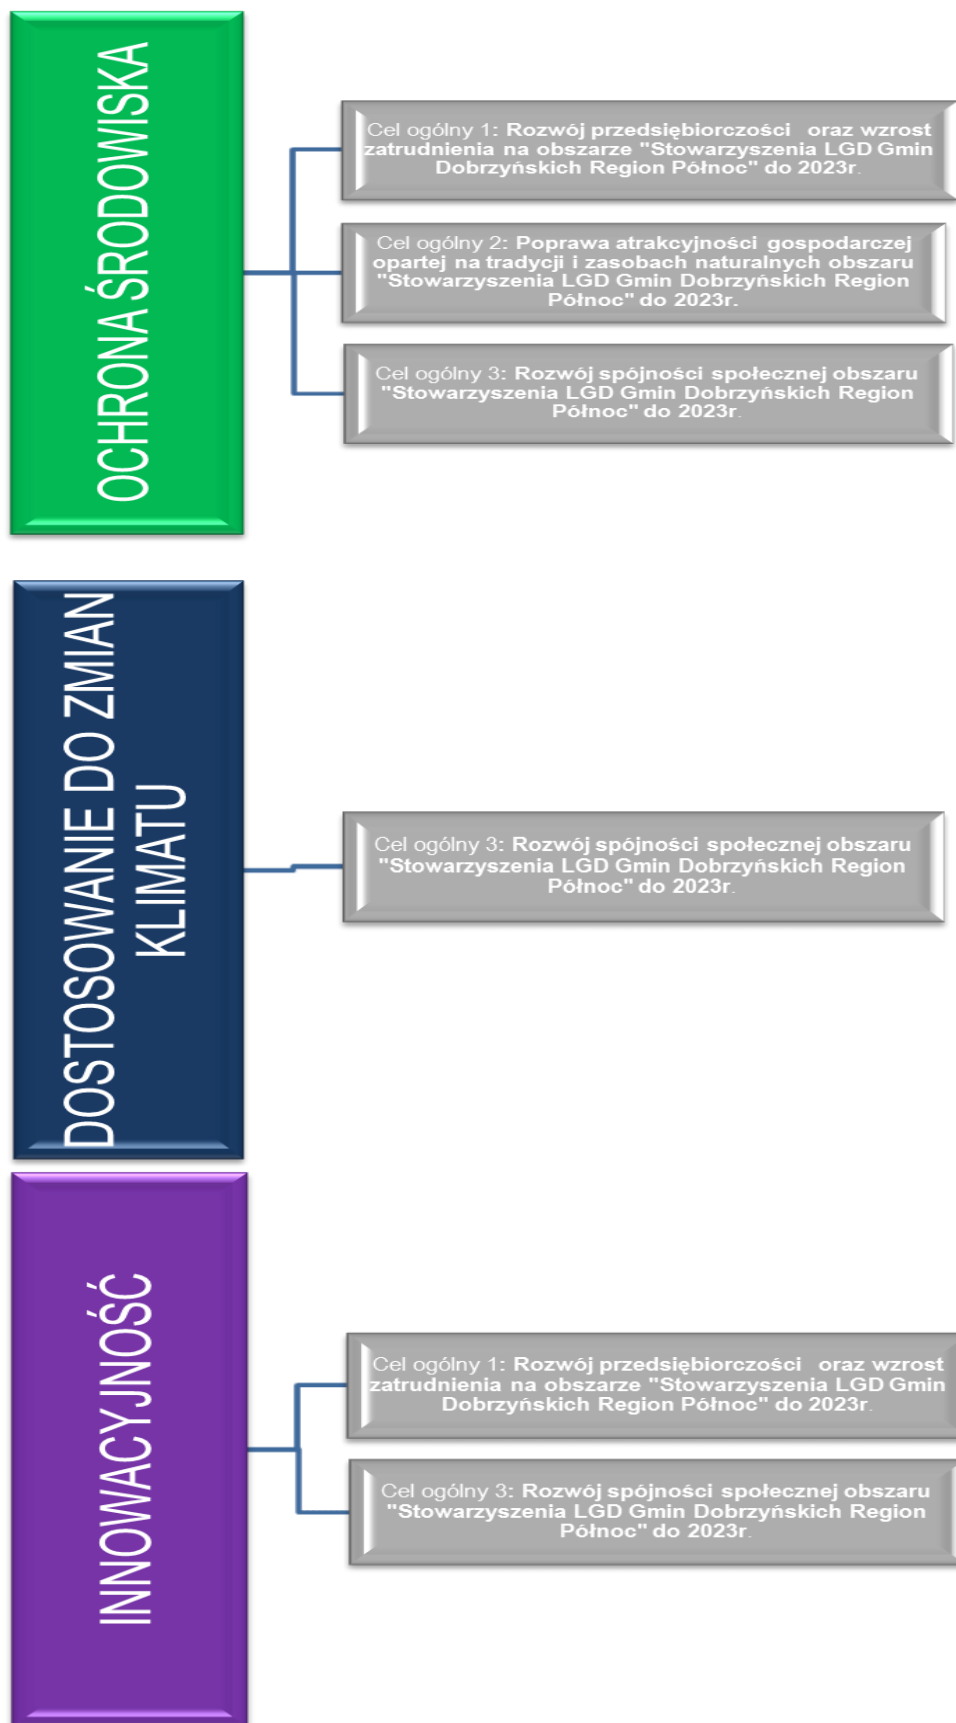 OCHRONA ŚRODOWISKA
Cel ogólny 1: Rozwój przedsiębiorczości oraz wzrost
zatrudnienia na obszarze "Stowarzyszenia LGD Gmin
Dobrzyńskich Region Północ" do 2023r.
Cel ogólny 2: Poprawa atrakcyjności gospodarczej
opartej na tradycji i zasobach naturalnych obszaru
"Stowarzyszenia LGD Gmin Dobrzyńskich Region
Północ" do 2023r.
Cel ogólny 3: Rozwój spójności społecznej obszaru
"Stowarzyszenia LGD Gmin Dobrzyńskich Region
Północ" do 2023r.
DOSTOSOWANIE DO ZMIAN
KLIMATU
Cel ogólny 3: Rozwój spójności społecznej obszaru
"Stowarzyszenia LGD Gmin Dobrzyńskich Region
Północ" do 2023r.
INNOWACYJNOŚĆ
Cel ogólny 1: Rozwój przedsiębiorczości oraz wzrost
zatrudnienia na obszarze "Stowarzyszenia LGD Gmin
Dobrzyńskich Region Północ" do 2023r.
Cel ogólny 3: Rozwój spójności społecznej obszaru
"Stowarzyszenia LGD Gmin Dobrzyńskich Region
Północ" do 2023r.